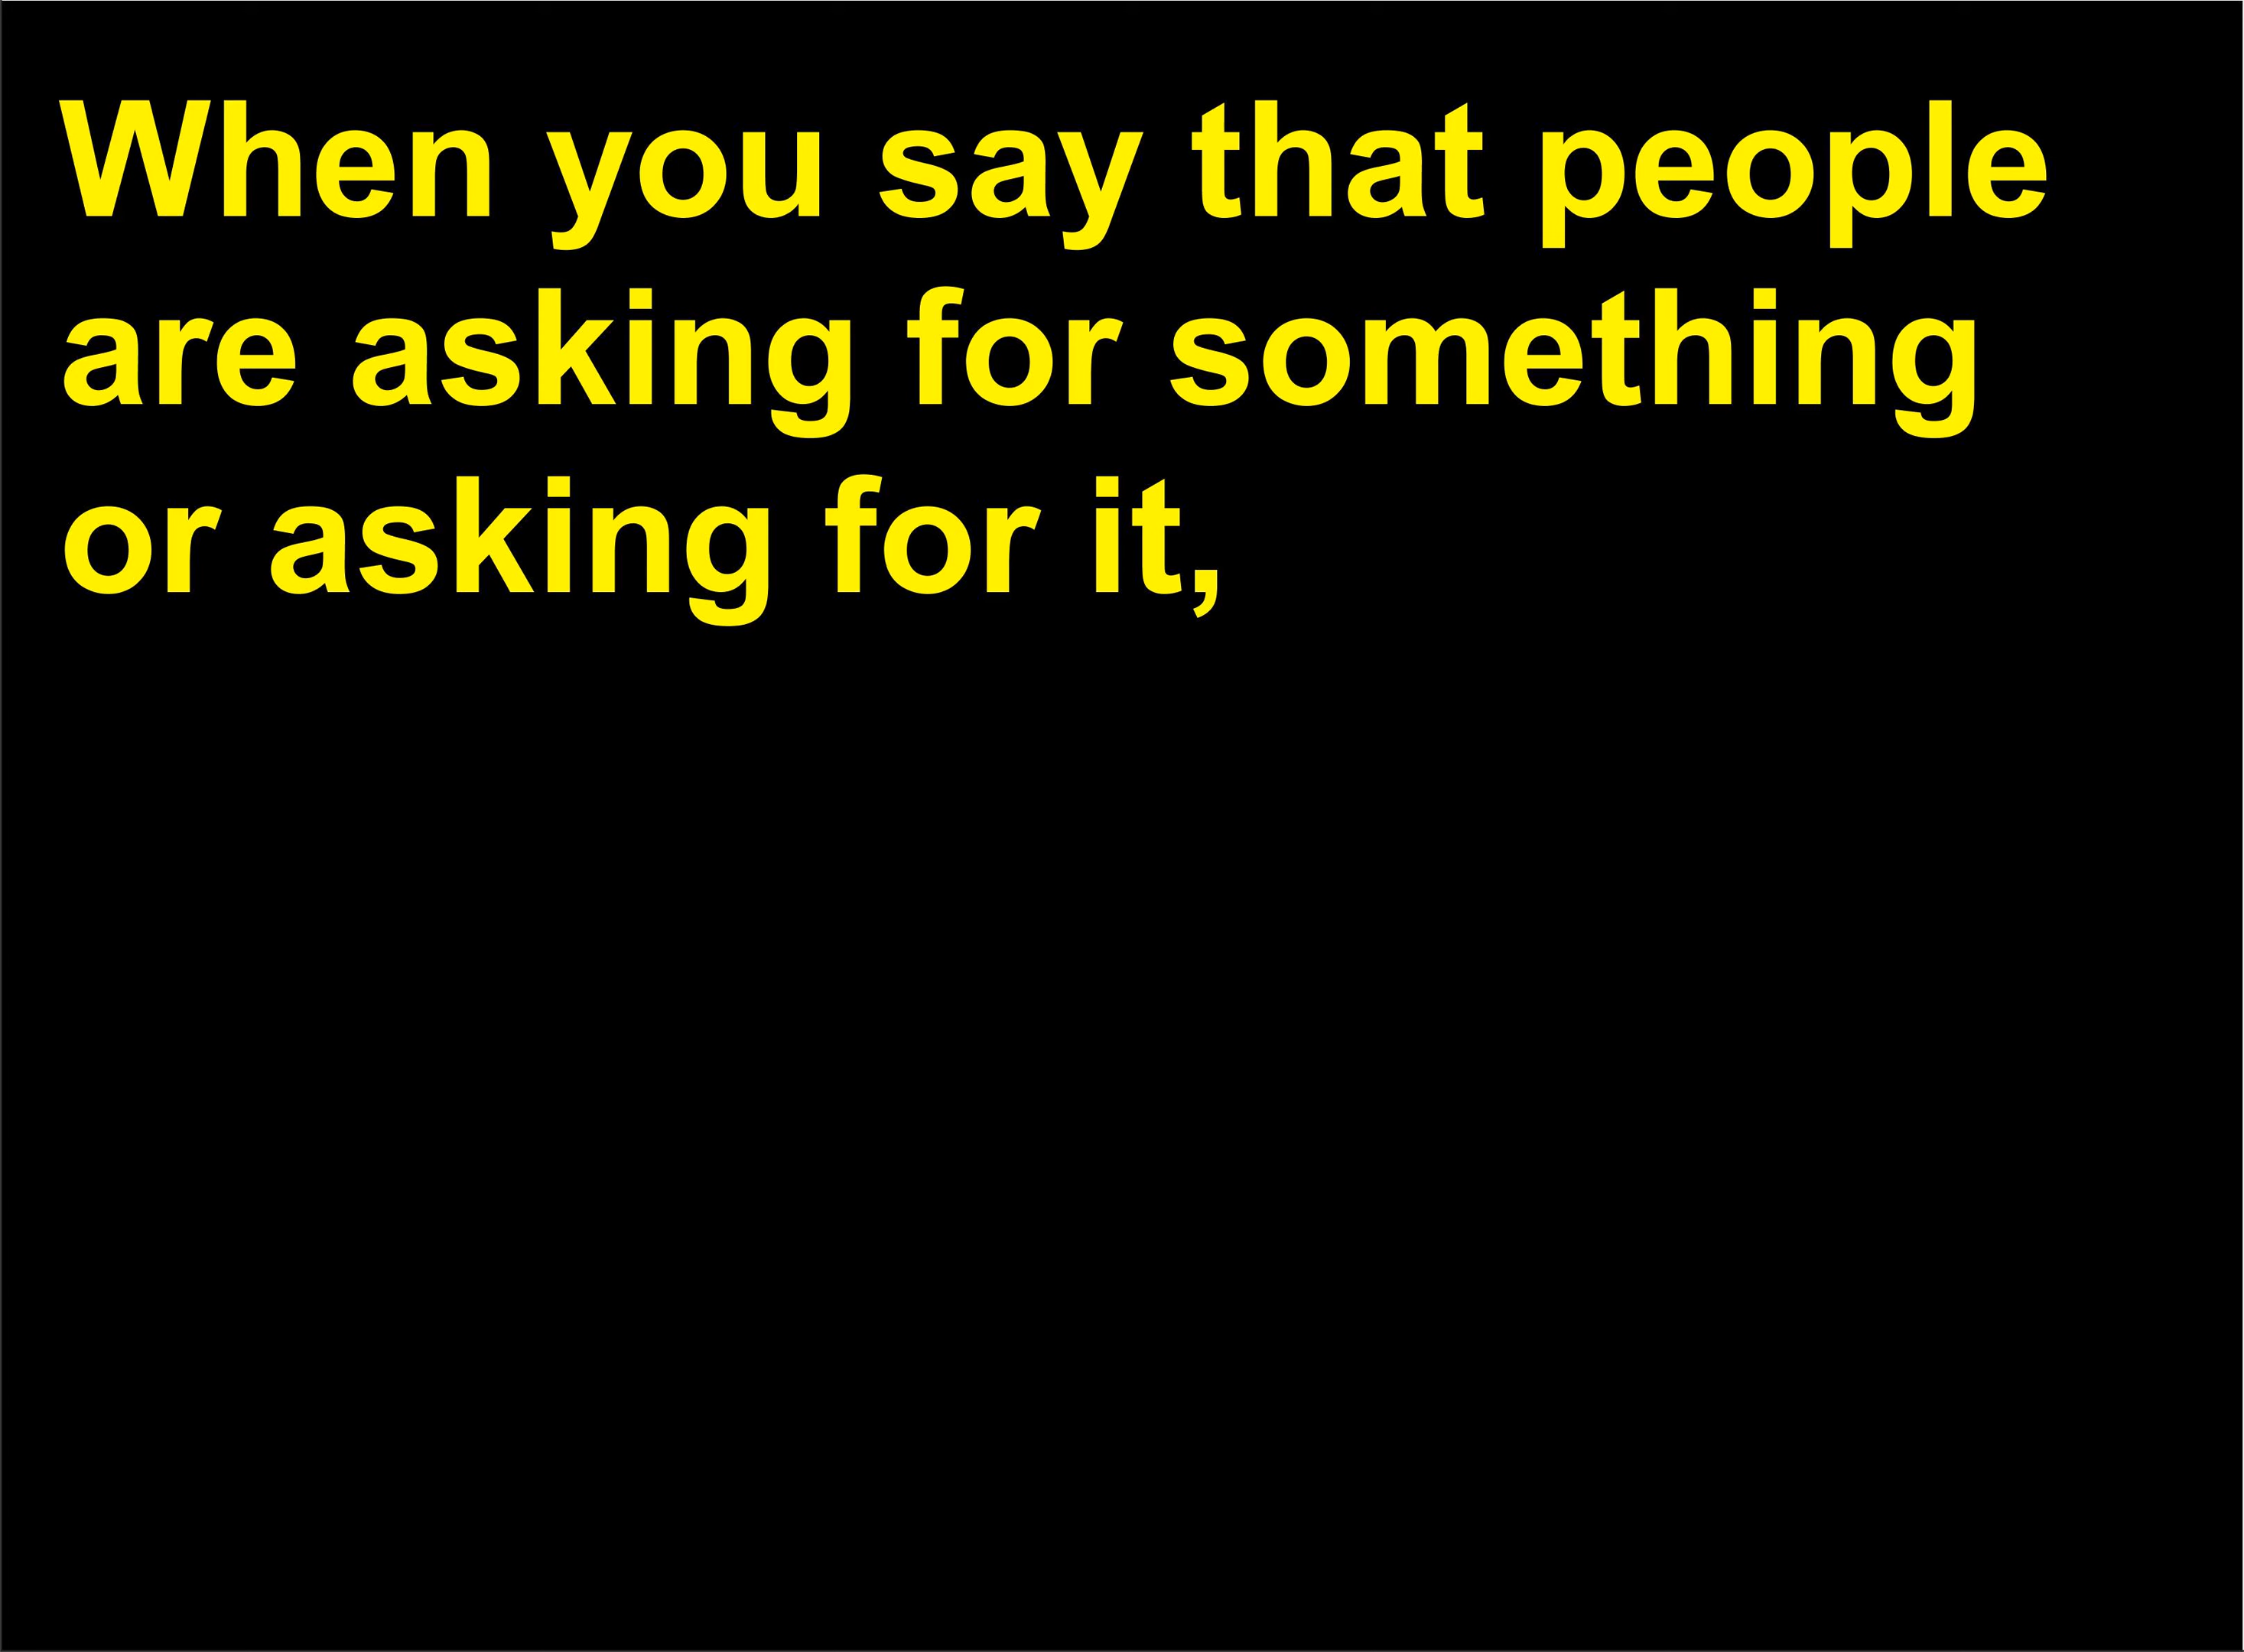 When you say that people
are asking for something
or asking for it,